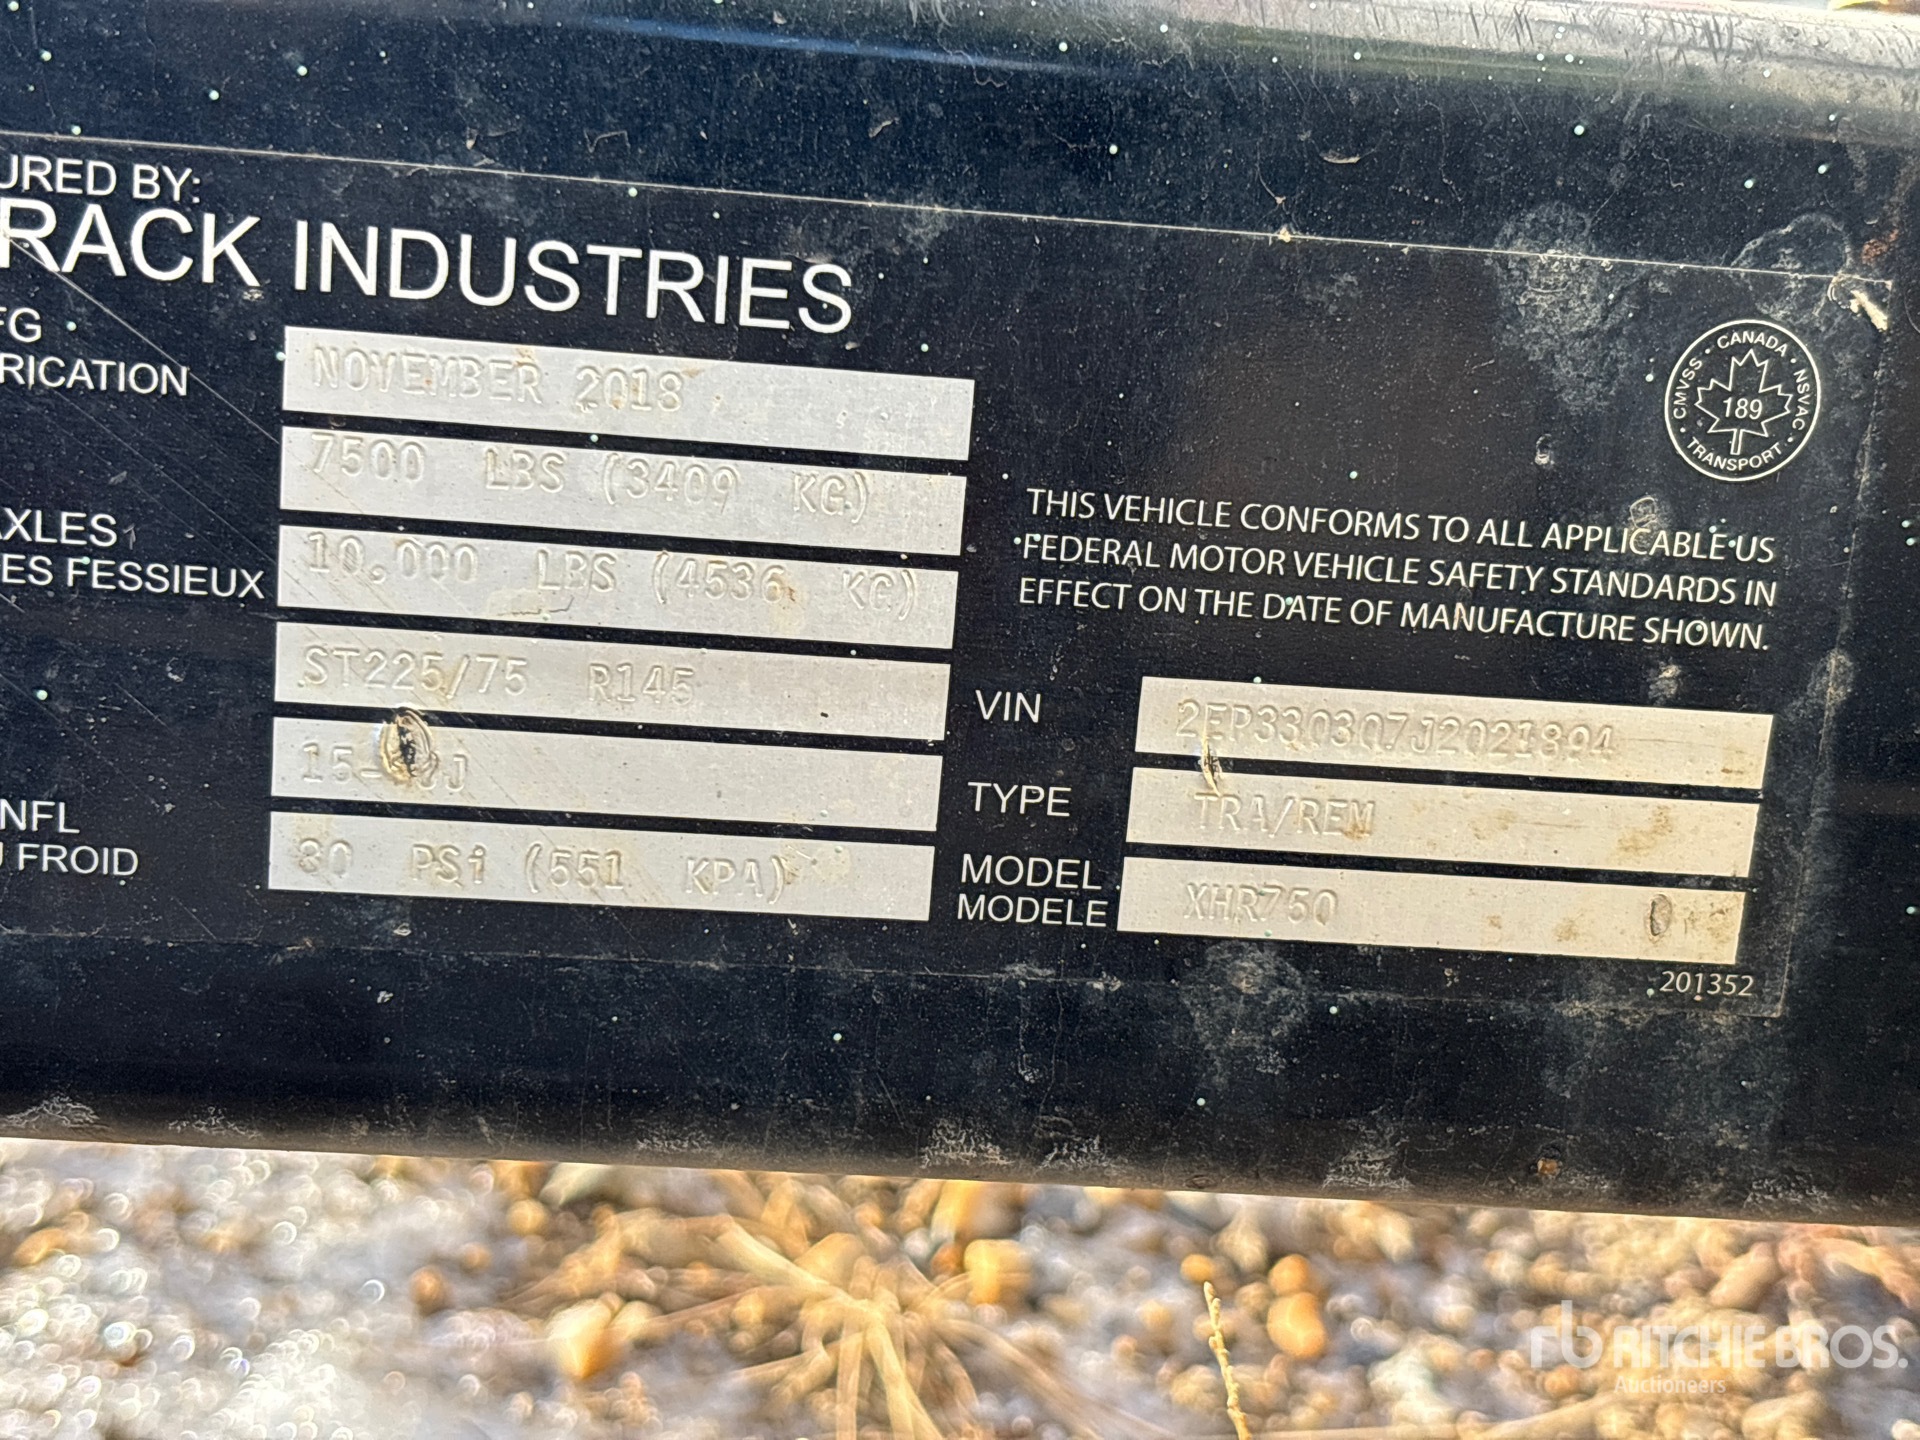 URED BY:
RACK INDUSTRIES
FG
RICATION
NOVEMBER 2018
7500 LBS (3409 KG)
AXLES
ES FESSIEUX
10,000 LBS (4536 KG)
ST225/75 R145
NFL
U FROID
80 PSi (551 KPA)
CMVSS • CANADA • NSVAC • TRANSPORT •
189
THIS VEHICLE CONFORMS TO ALL APPLICABLE US
FEDERAL MOTOR VEHICLE SAFETY STANDARDS IN
EFFECT ON THE DATE OF MANUFACTURE SHOWN.
VIN 2EP330307J2021894
TYPE TRA/REM
MODEL
MODELE
XHR750
201352
rb RITCHIE BROS.
Auctioneers